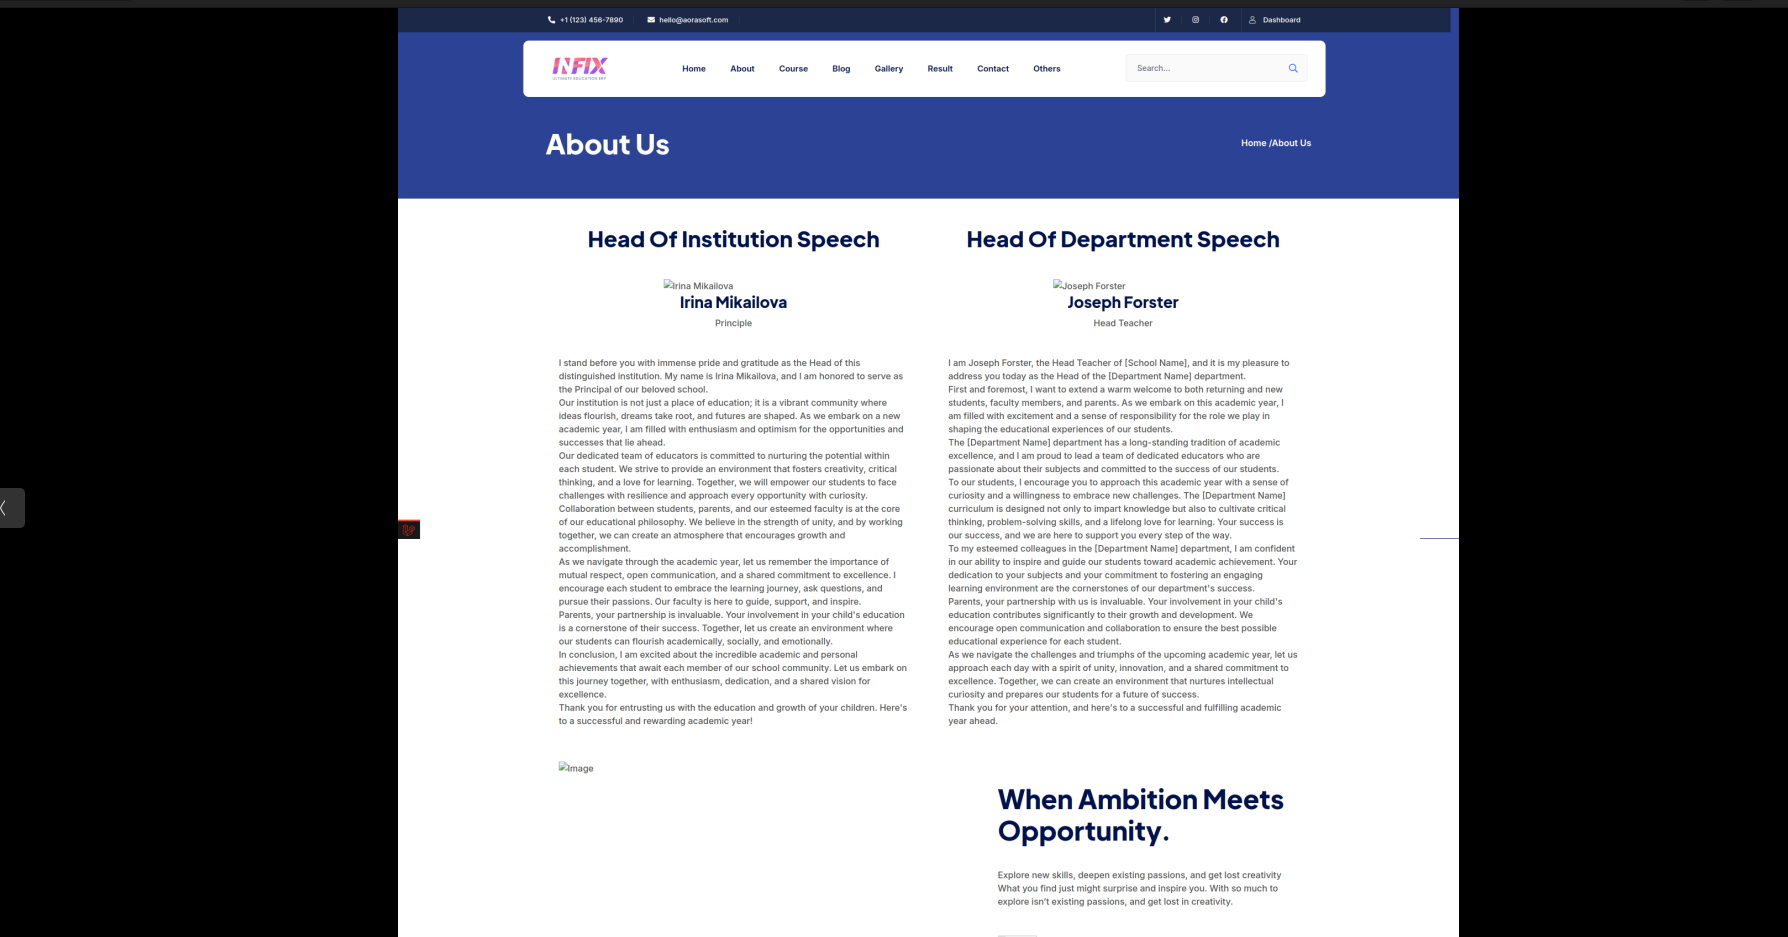 +1 (123) 456-7890
hello@aorasoft.com
Dashboard
INFIX
ULTIMATE EDUCATION ERP
Home
About
Course
Blog
Gallery
Result
Contact
Others
Search...
About Us
Home /About Us
Head Of Institution Speech
Irina Mikailova
Irina Mikailova
Principle
I stand before you with immense pride and gratitude as the Head of this
distinguished institution. My name is Irina Mikailova, and I am honored to serve as
the Principal of our beloved school.
Our institution is not just a place of education; it is a vibrant community where
ideas flourish, dreams take root, and futures are shaped. As we embark on a new
academic year, I am filled with enthusiasm and optimism for the opportunities and
successes that lie ahead.
Our dedicated team of educators is committed to nurturing the potential within
each student. We strive to provide an environment that fosters creativity, critical
thinking, and a love for learning. Together, we will empower our students to face
challenges with resilience and approach every opportunity with curiosity.
Collaboration between students, parents, and our esteemed faculty is at the core
of our educational philosophy. We believe in the strength of unity, and by working
together, we can create an atmosphere that encourages growth and
accomplishment.
As we navigate through the academic year, let us remember the importance of
mutual respect, open communication, and a shared commitment to excellence. I
encourage each student to embrace the learning journey, ask questions, and
pursue their passions. Our faculty is here to guide, support, and inspire.
Parents, your partnership is invaluable. Your involvement in your child's education
is a cornerstone of their success. Together, let us create an environment where
our students can flourish academically, socially, and emotionally.
In conclusion, I am excited about the incredible academic and personal
achievements that await each member of our school community. Let us embark on
this journey together, with enthusiasm, dedication, and a shared vision for
excellence.
Thank you for entrusting us with the education and growth of your children. Here's
to a successful and rewarding academic year!
Head Of Department Speech
Joseph Forster
Joseph Forster
Head Teacher
I am Joseph Forster, the Head Teacher of [School Name], and it is my pleasure to
address you today as the Head of the [Department Name] department.
First and foremost, I want to extend a warm welcome to both returning and new
students, faculty members, and parents. As we embark on this academic year, I
am filled with excitement and a sense of responsibility for the role we play in
shaping the educational experiences of our students.
The [Department Name] department has a long-standing tradition of academic
excellence, and I am proud to lead a team of dedicated educators who are
passionate about their subjects and committed to the success of our students.
To our students, I encourage you to approach this academic year with a sense of
curiosity and a willingness to embrace new challenges. The [Department Name]
curriculum is designed not only to impart knowledge but also to cultivate critical
thinking, problem-solving skills, and a lifelong love for learning. Your success is
our success, and we are here to support you every step of the way.
To my esteemed colleagues in the [Department Name] department, I am confident
in our ability to inspire and guide our students toward academic achievement. Your
dedication to your subjects and your commitment to fostering an engaging
learning environment are the cornerstones of our department's success.
Parents, your partnership with us is invaluable. Your involvement in your child's
education contributes significantly to their growth and development. We
encourage open communication and collaboration to ensure the best possible
educational experience for each student.
As we navigate the challenges and triumphs of the upcoming academic year, let us
approach each day with a spirit of unity, innovation, and a shared commitment to
excellence. Together, we can create an environment that nurtures intellectual
curiosity and prepares our students for a future of success.
Thank you for your attention, and here's to a successful and fulfilling academic
year ahead.
Image
When Ambition Meets
Opportunity.
Explore new skills, deepen existing passions, and get lost creativity
What you find just might surprise and inspire you. With so much to
explore isn't existing passions, and get lost in creativity.